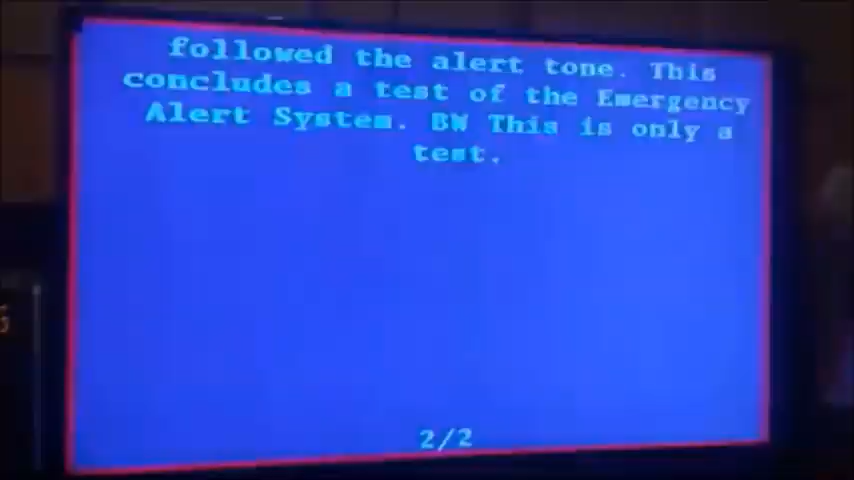 followed the alert tone. This
concludes a test of the Emergency
Alert System. BW This is only a
test.
2/2